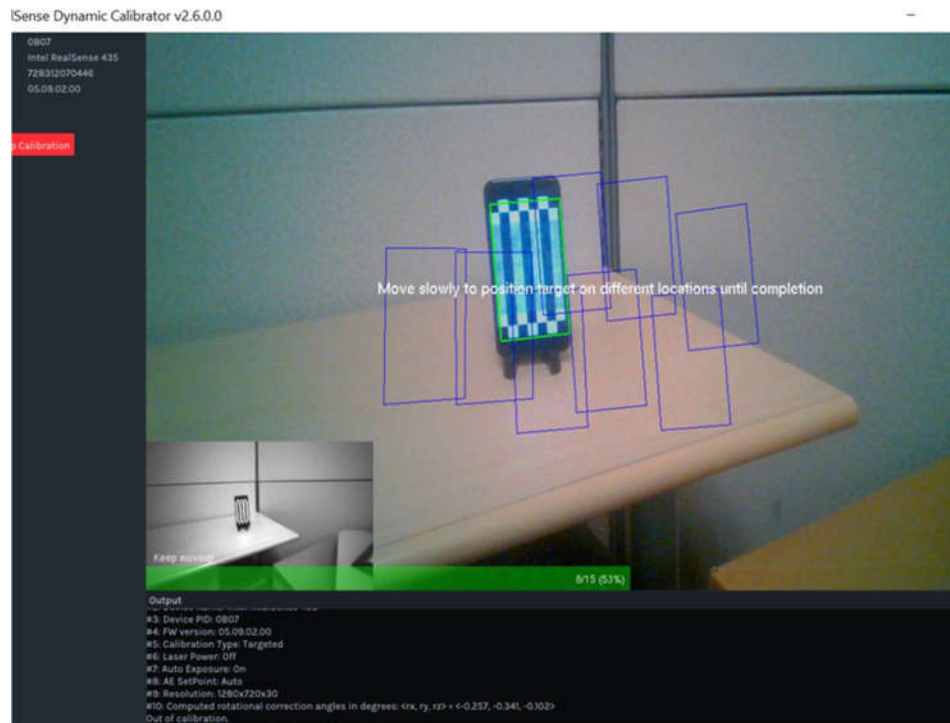 lSense Dynamic Calibrator v2.6.0.0
0B07
Intel RealSense 435
728312070446
05.09.02.00
p Calibration
Move slowly to position target on different locations until completion
Keep moving!
8/15 (53%)
Output
#3: Device PID: 0B07
#4: FW version: 05.09.02.00
#5: Calibration Type: Targeted
#6: Laser Power: Off
#7: Auto Exposure: On
#8: AE SetPoint: Auto
#9: Resolution: 1280x720x30
#10: Computed rotational correction angles in degrees: <rx, ry, rz> = <-0.257, -0.341, -0.102>
Out of calibration.